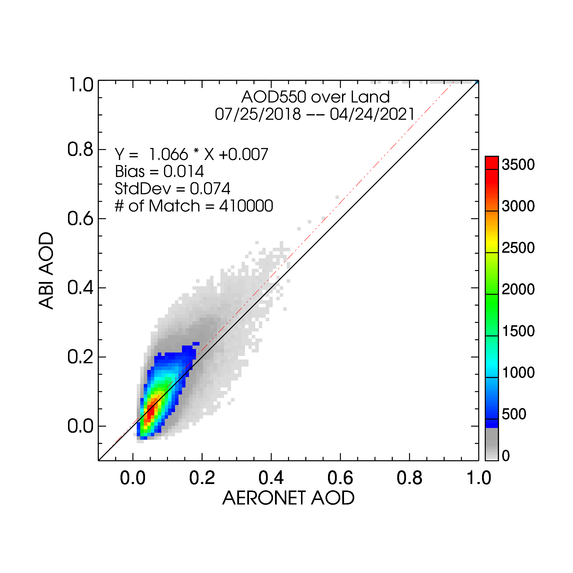 AOD550 over Land
07/25/2018 -- 04/24/2021
Y = 1.066 * X +0.007
Bias = 0.014
StdDev = 0.074
# of Match = 410000
1.0
0.8
0.6
0.4
0.2
0.0
ABI AOD
0.0 0.2 0.4 0.6 0.8 1.0
AERONET AOD
3500
3000
2500
2000
1500
1000
500
0